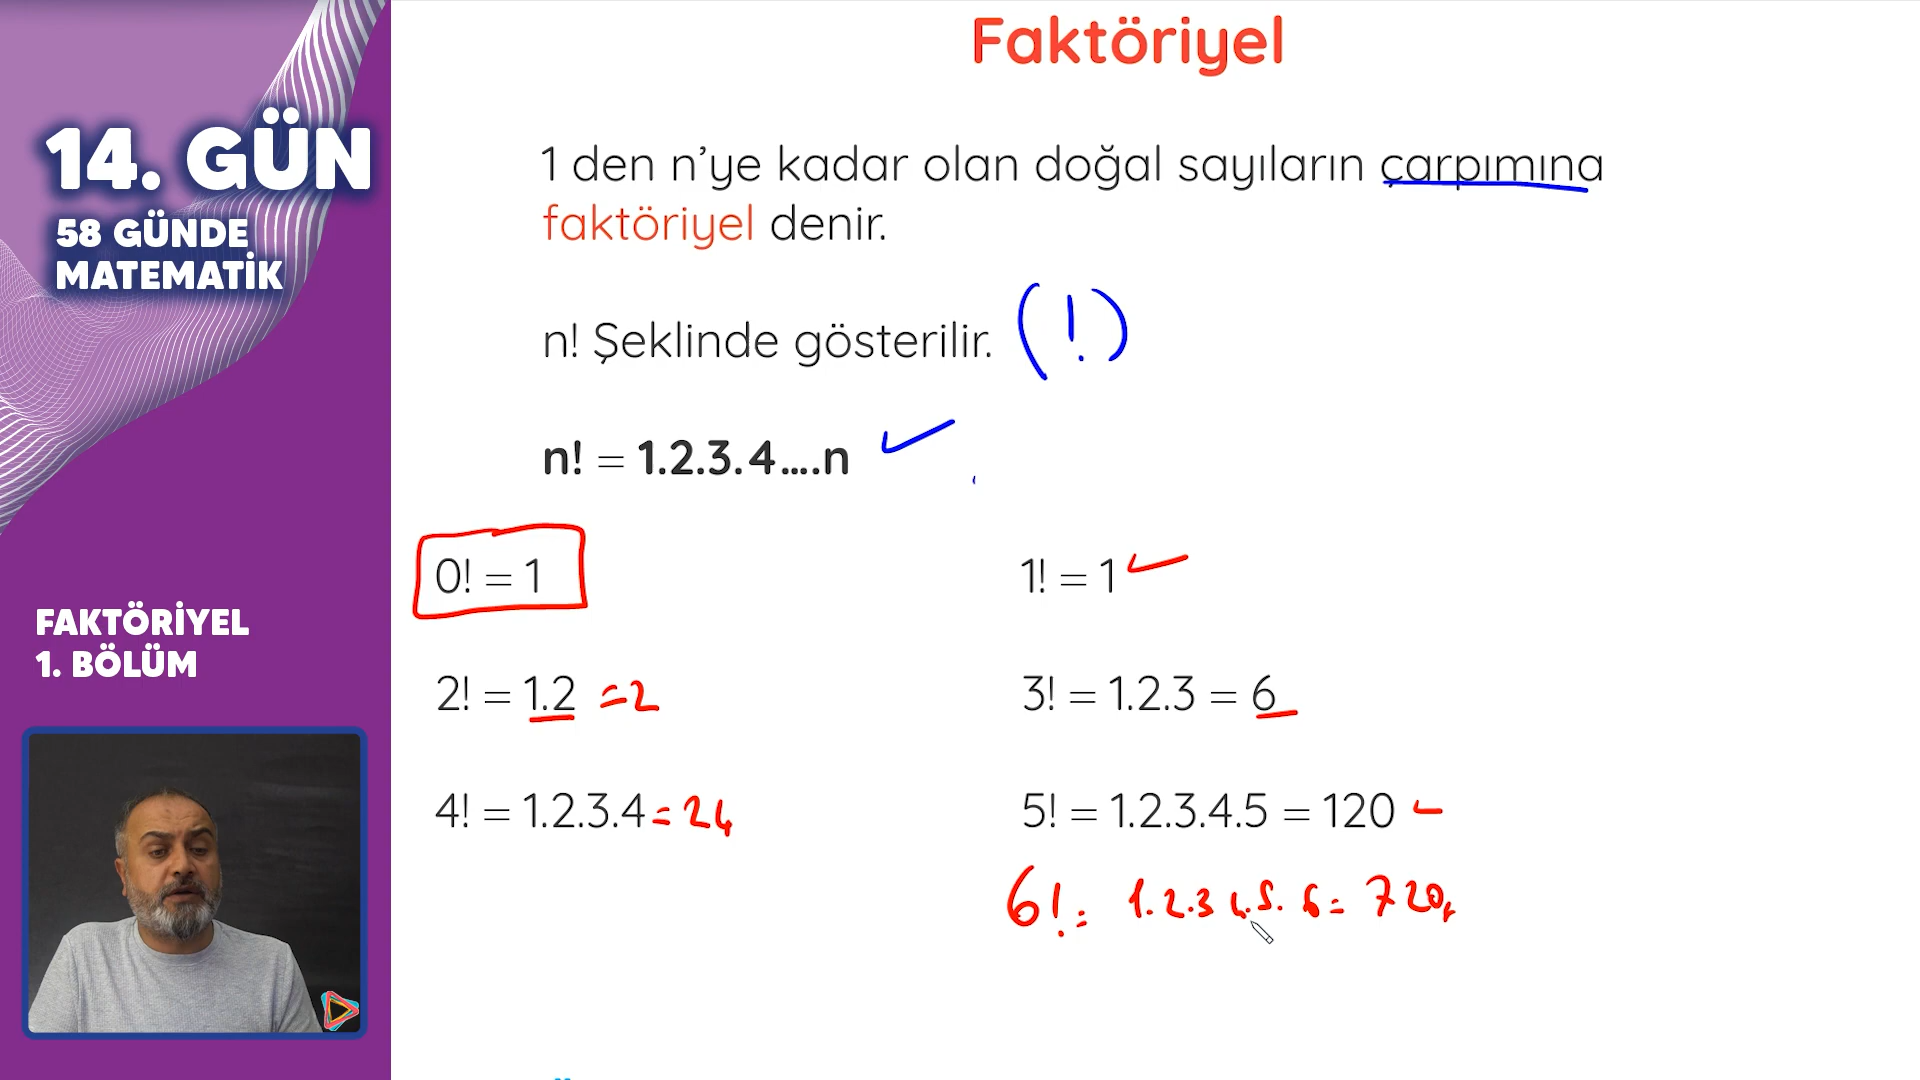 14. GÜN
58 GÜNDE
MATEMATİK
FAKTÖRİYEL
1. BÖLÜM
Faktöriyel
1 den n'ye kadar olan doğal sayıların çarpımına
faktöriyel denir.
n! Şeklinde gösterilir. (!)
n! = 1.2.3.4....n
0! = 1
1! = 1
2! = 1.2 =2
3! = 1.2.3 = 6
4! = 1.2.3.4 = 24
5! = 1.2.3.4.5 = 120
6! = 1.2.3 4.5. 6 = 720